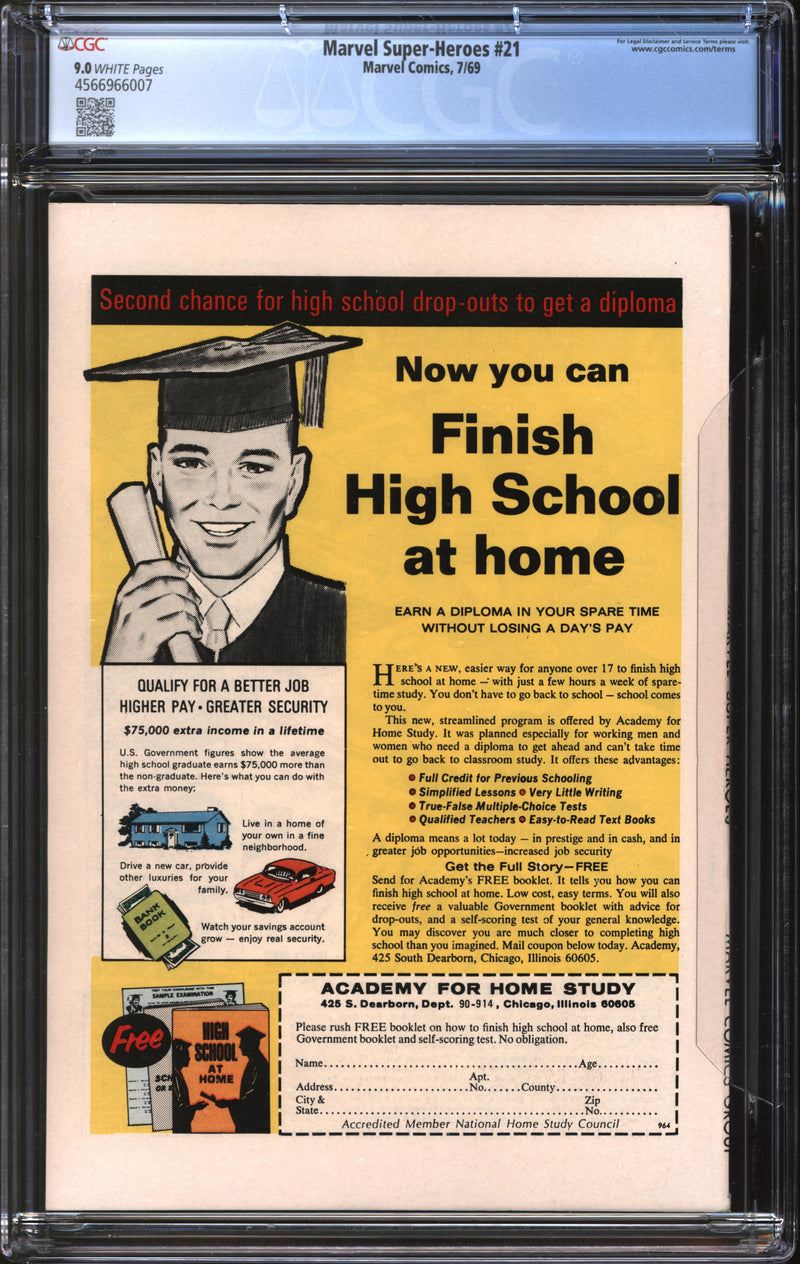 CGC
9.0 WHITE Pages
4566966007
Marvel Super-Heroes #21
Marvel Comics, 7/69
For Legal Disclaimer and Service Terms please visit:
www.cgccomics.com/terms
CGC
Second chance for high school drop-outs to get a diploma
Now you can
Finish
High School
at home
EARN A DIPLOMA IN YOUR SPARE TIME
WITHOUT LOSING A DAY'S PAY
HERE'S A NEW, easier way for anyone over 17 to finish high
school at home — with just a few hours a week of spare-
time study. You don't have to go back to school – school comes
to you.
This new, streamlined program is offered by Academy for
Home Study. It was planned especially for working men and
women who need a diploma to get ahead and can't take time
out to go back to classroom study. It offers these advantages:
• Full Credit for Previous Schooling
• Simplified Lessons • Very Little Writing
• True-False Multiple-Choice Tests
• Qualified Teachers • Easy-to-Read Text Books
A diploma means a lot today — in prestige and in cash, and in
greater job opportunities—increased job security
Get the Full Story—FREE
Send for Academy's FREE booklet. It tells you how you can
finish high school at home. Low cost, easy terms. You will also
receive free a valuable Government booklet with advice for
drop-outs, and a self-scoring test of your general knowledge.
You may discover you are much closer to completing high
school than you imagined. Mail coupon below today. Academy,
425 South Dearborn, Chicago, Illinois 60605.
QUALIFY FOR A BETTER JOB
HIGHER PAY • GREATER SECURITY
$75,000 extra income in a lifetime
U.S. Government figures show the average
high school graduate earns $75,000 more than
the non-graduate. Here's what you can do with
the extra money:
Live in a home of
your own in a fine
neighborhood.
Drive a new car, provide
other luxuries for your
family.
BANK
BOOK
Watch your savings account
grow — enjoy real security.
TEST YOUR KNOWLEDGE WITH THIS
SAMPLE EXAMINATION
Free
HIGH
SCHOOL
AT
HOME
ACADEMY FOR HOME STUDY
425 S. Dearborn, Dept. 90-914, Chicago, Illinois 60605
Please rush FREE booklet on how to finish high school at home, also free
Government booklet and self-scoring test. No obligation.
Name..........Age..........
Apt.
Address..........No.......County..........
City & Zip
State..........No..........
Accredited Member National Home Study Council
964